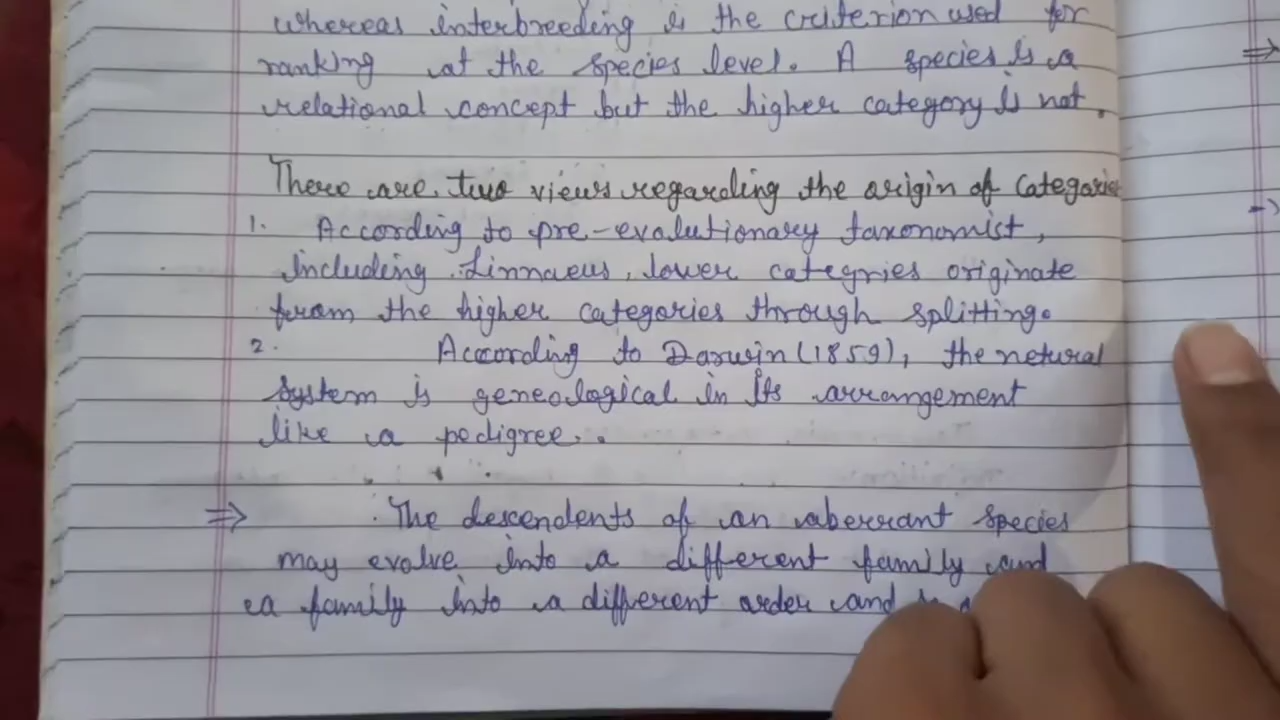 whereas interbreeding is the criterion used for
ranking at the species level. A species is a
relational concept but the higher category is not.
There are two views regarding the origin of Categories
1. According to pre-evolutionary taxonomist,
including Linnaeus, lower categries originate
from the higher categories through splitting.
2. According to Darwin (1859), the netural
system is geneological in its arrangement
like a pedigree.
⇒ The descendents of an aberrant species
may evolve into a different family and
a family into a different order and